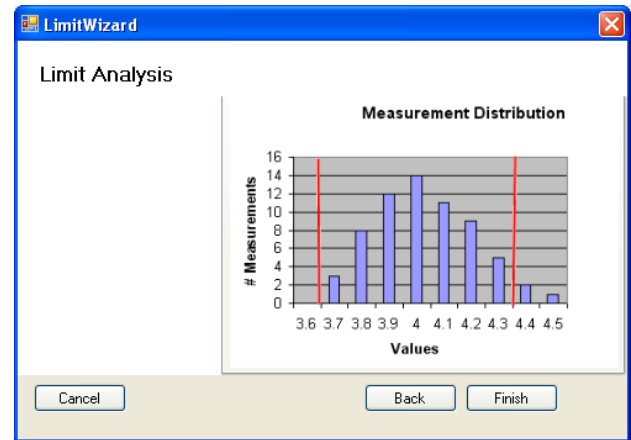 LimitWizard
Limit Analysis
Measurement Distribution
# Measurements
16
14
12
10
8
6
4
2
0
3.6 3.7 3.8 3.9 4 4.1 4.2 4.3 4.4 4.5
Values
Cancel
Back
Finish